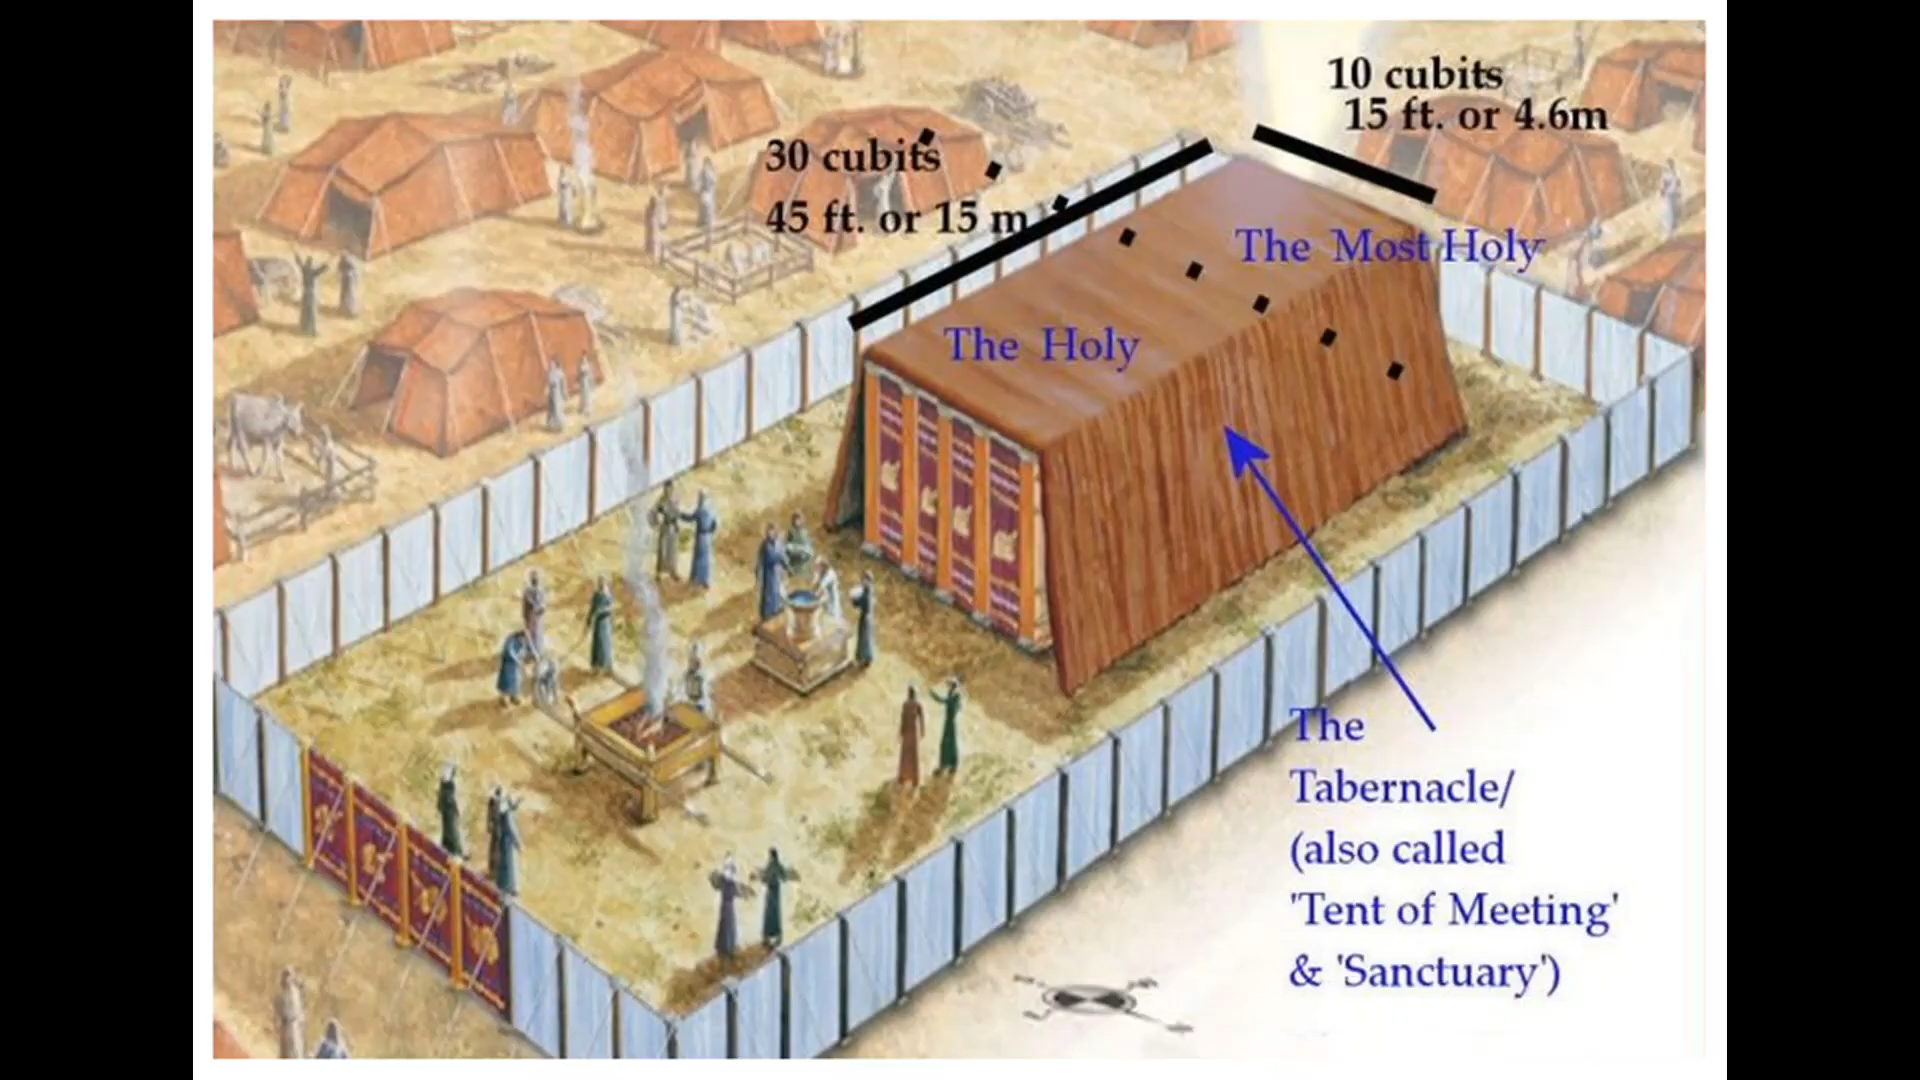 10 cubits
15 ft. or 4.6m
30 cubits
45 ft. or 15 m
The Most Holy
The Holy
The
Tabernacle/
(also called
'Tent of Meeting'
& 'Sanctuary')